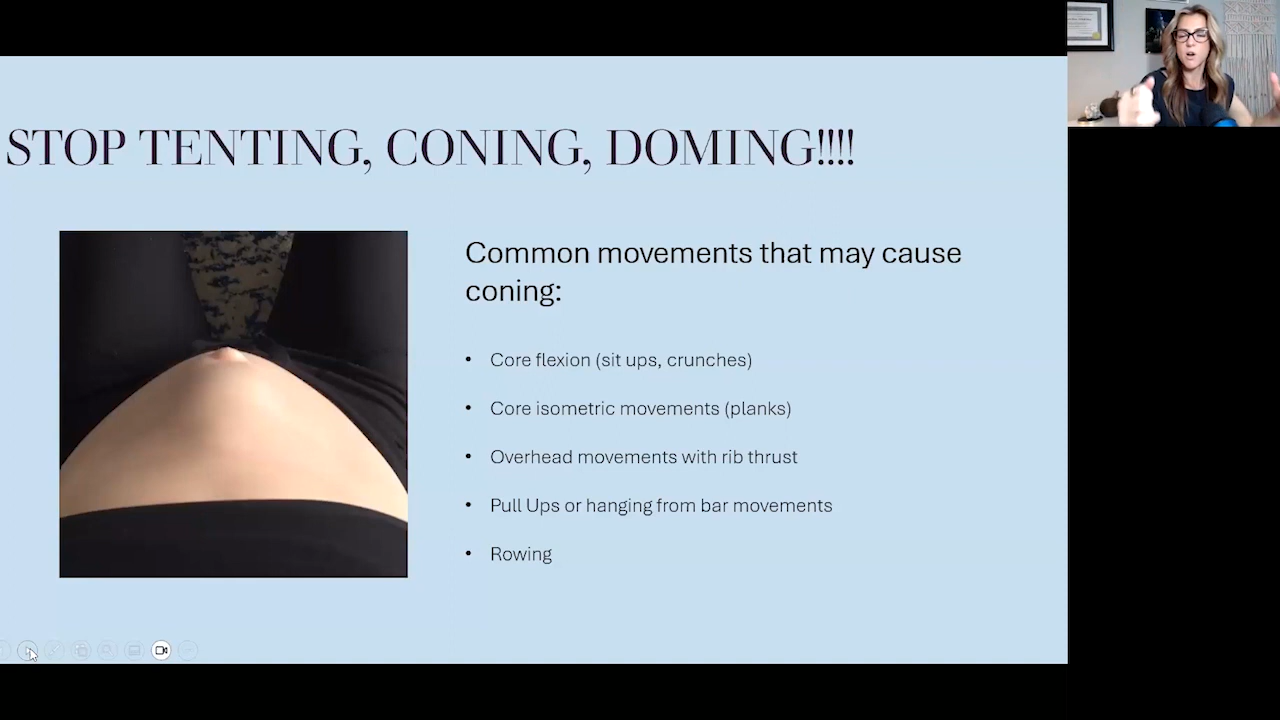 STOP TENTING, CONING, DOMING!!!!
Common movements that may cause
coning:
• Core flexion (sit ups, crunches)
• Core isometric movements (planks)
• Overhead movements with rib thrust
• Pull Ups or hanging from bar movements
• Rowing